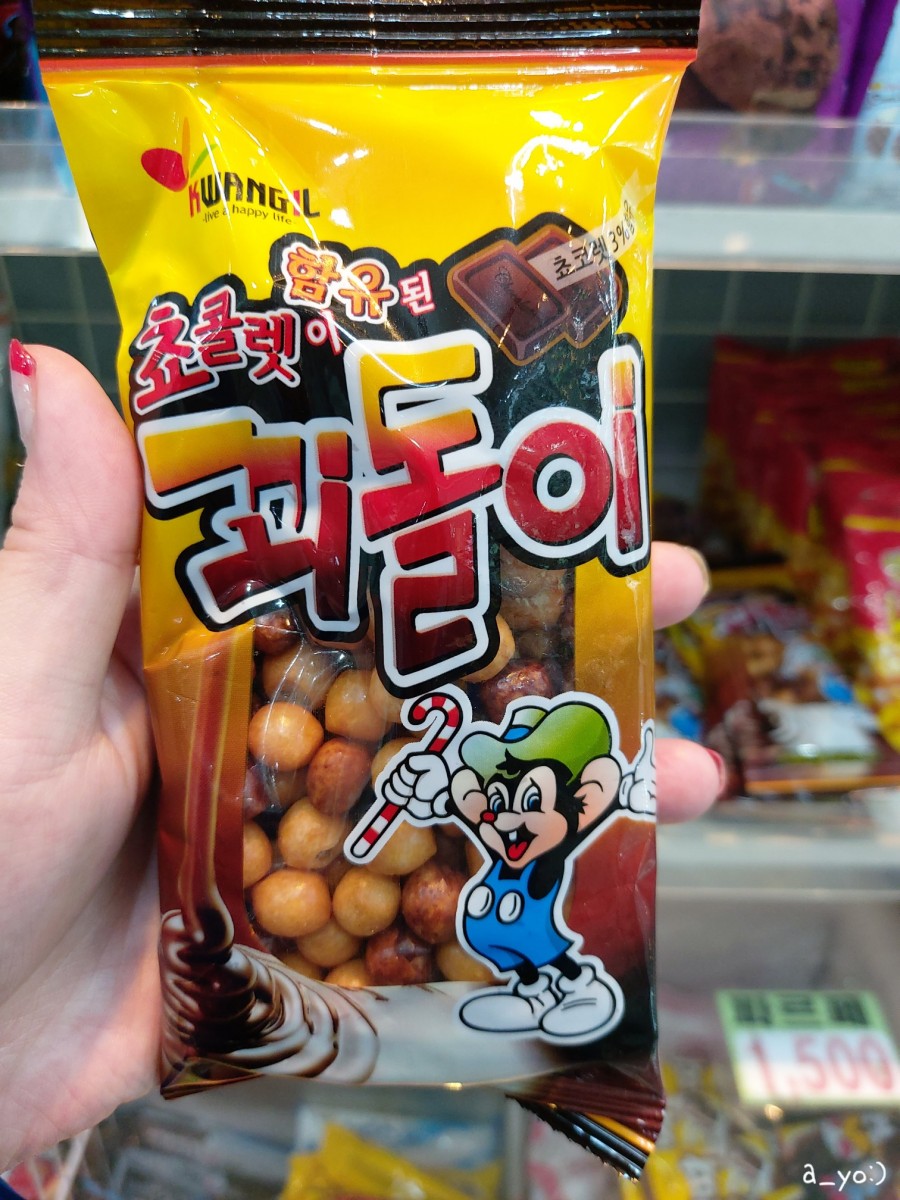 KWANGIL
live a happy life
초코렛 3%
함유된
쵸콜렛이
꾀돌이
1,500
a_yo:)